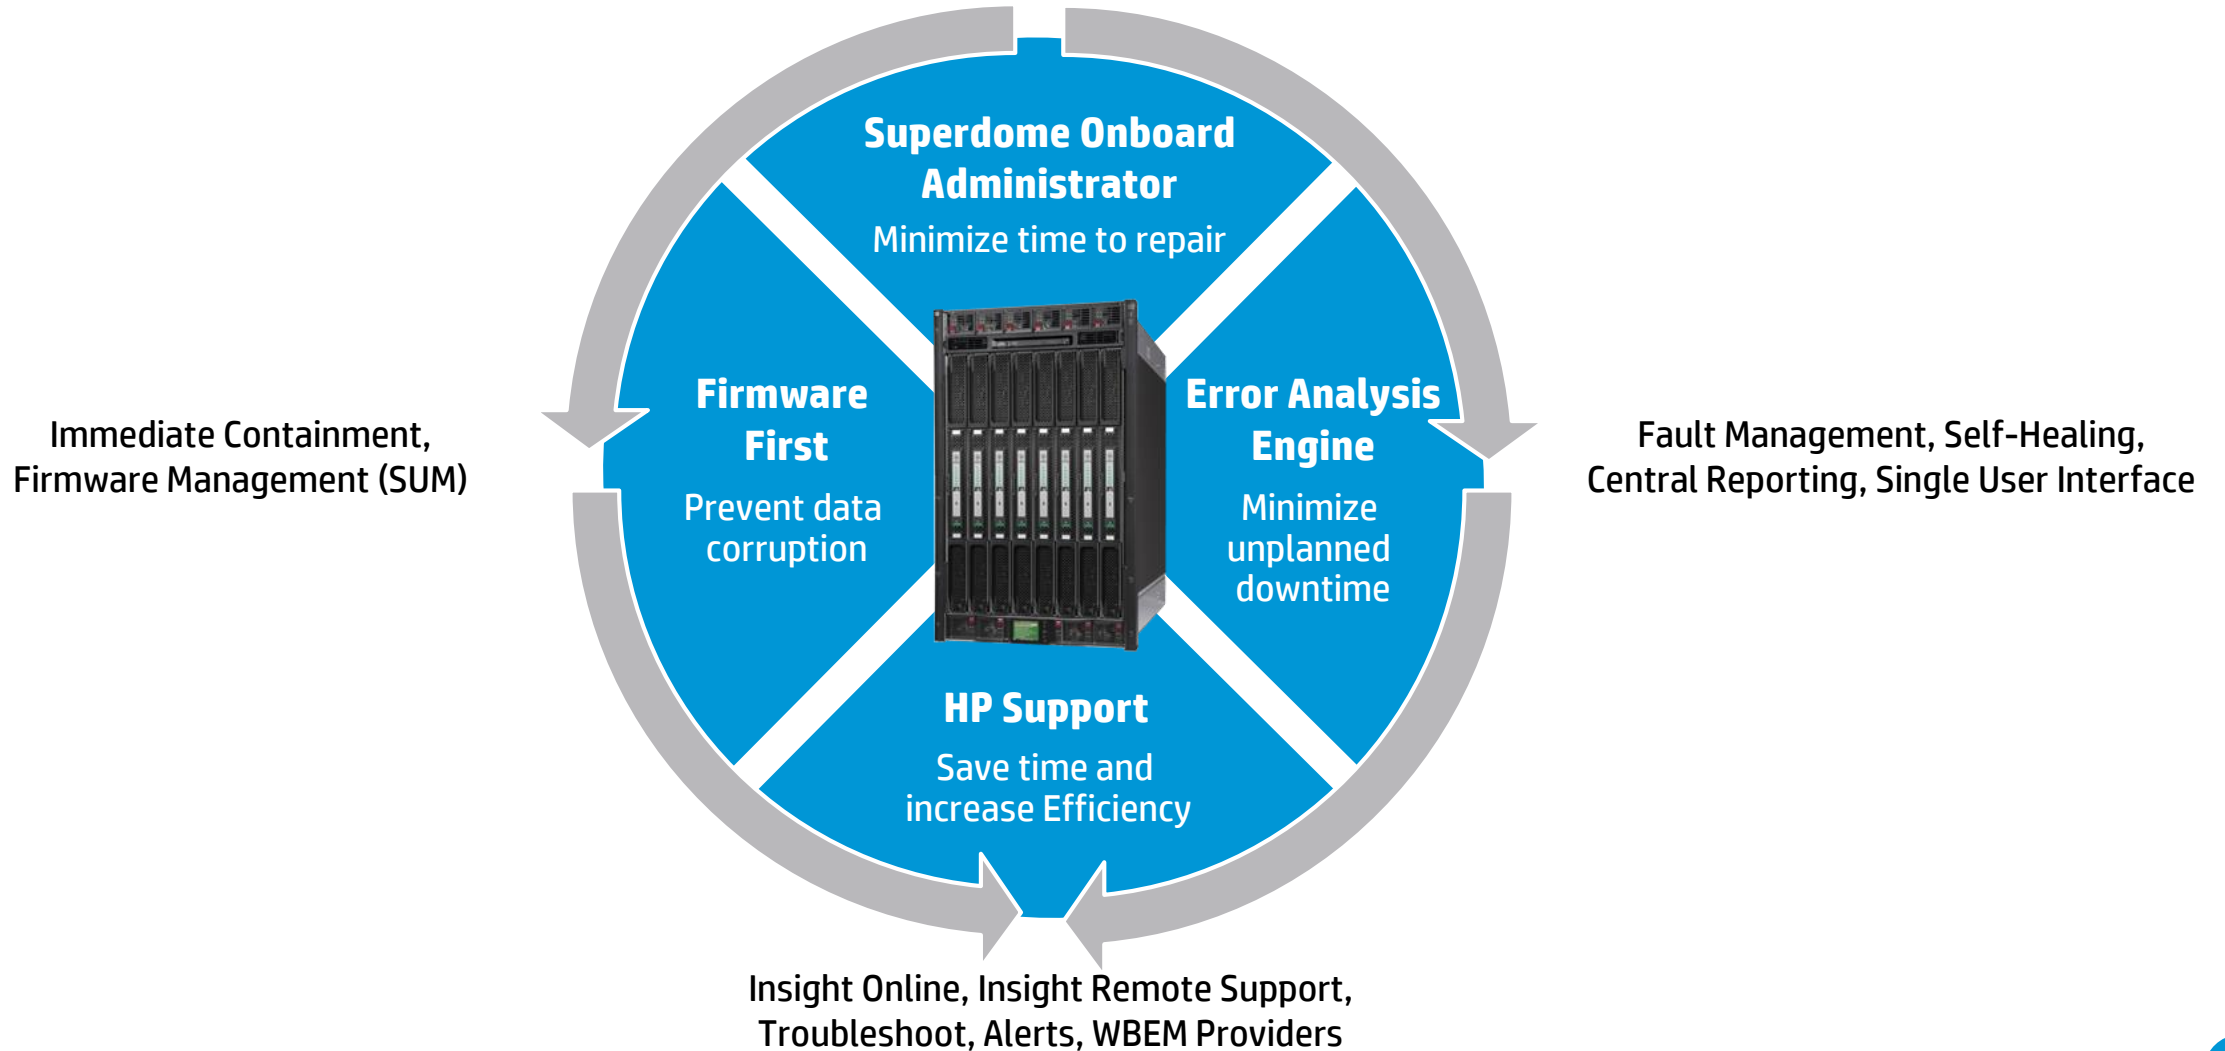 Superdome Onboard
Administrator
Minimize time to repair
Firmware
First
Prevent data
corruption
Error Analysis
Engine
Minimize
unplanned
downtime
Immediate Containment,
Firmware Management (SUM)
Fault Management, Self-Healing,
Central Reporting, Single User Interface
HP Support
Save time and
increase Efficiency
Insight Online, Insight Remote Support,
Troubleshoot, Alerts, WBEM Providers